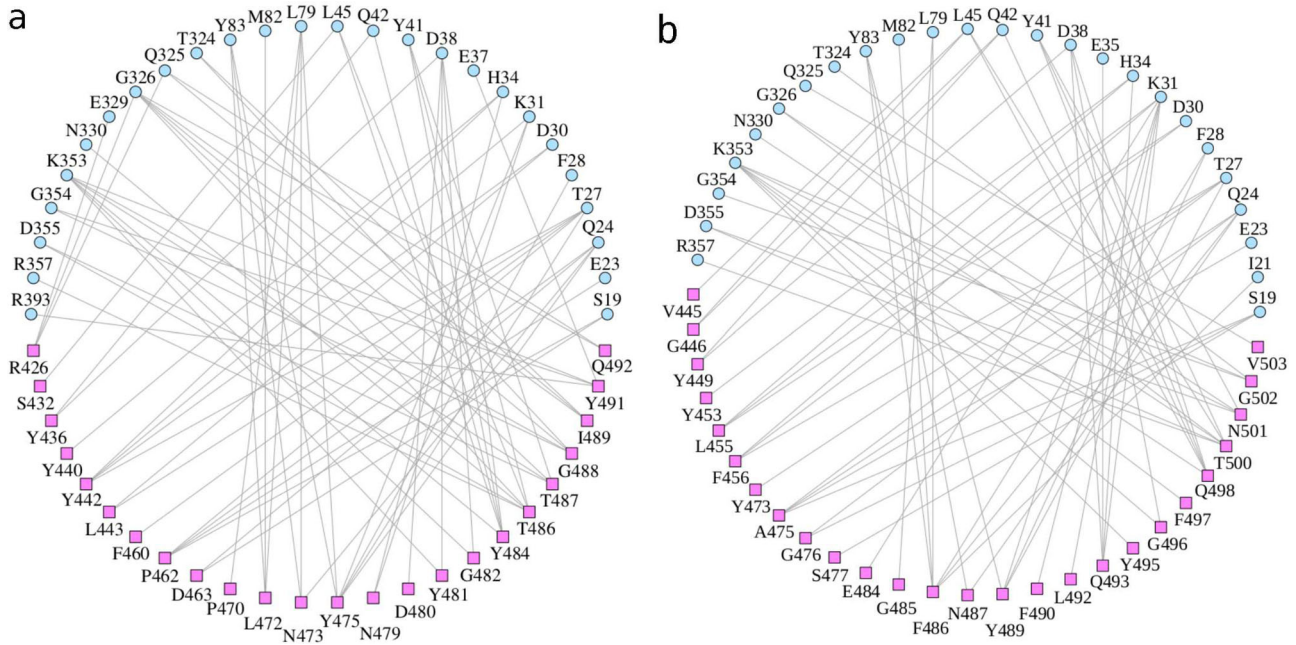 a
M82
L79
L45
Q42
Y83
Y41
T324
D38
Q325
E37
G326
H34
E329
K31
N330
D30
K353
F28
G354
T27
D355
Q24
R357
E23
R393
S19
R426
Q492
S432
Y491
Y436
I489
Y440
G488
Y442
T487
L443
T486
F460
Y484
P462
G482
D463
Y481
P470
D480
L472
N473
Y475
N479
b
M82
L79
L45
Q42
Y41
Y83
D38
T324
E35
Q325
H34
G326
K31
N330
D30
K353
F28
G354
T27
D355
Q24
R357
E23
I21
S19
V445
V503
G446
G502
Y449
N501
Y453
T500
L455
Q498
F456
F497
Y473
G496
A475
Y495
G476
Q493
S477
L492
E484
F490
G485
F486
N487
Y489